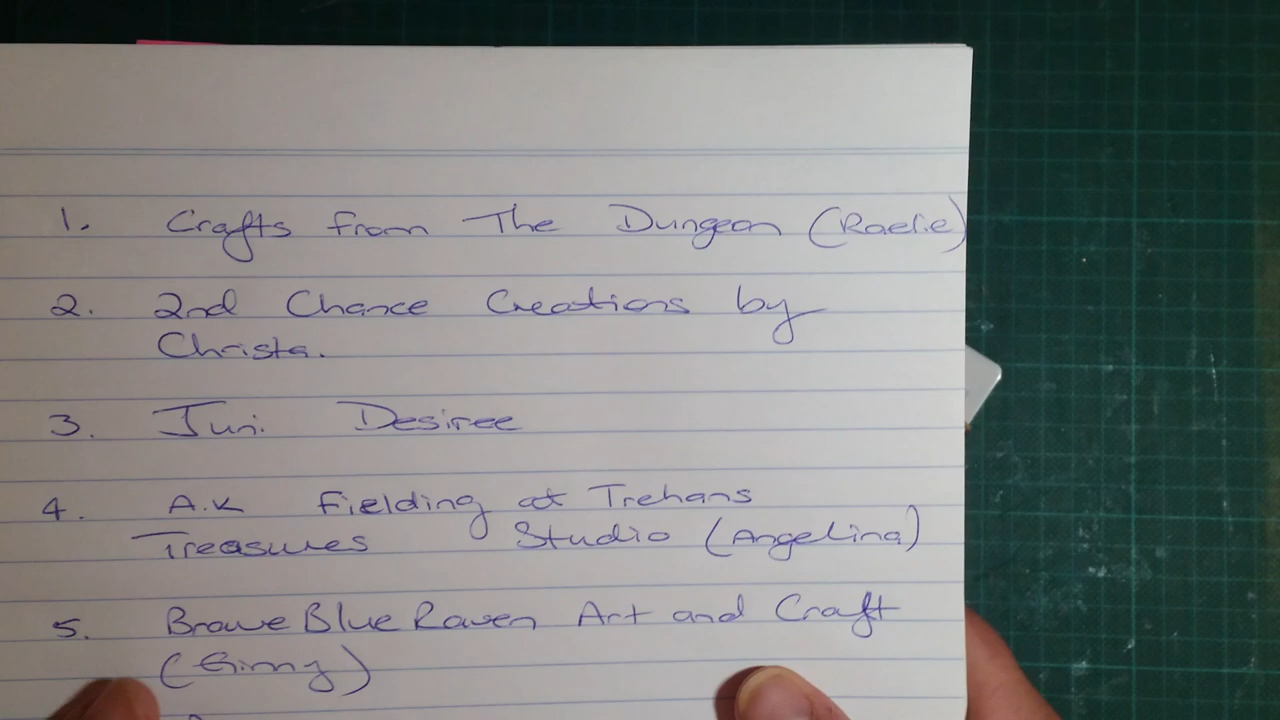 1. Crafts from The Dungeon (Raelie)
2. 2nd Chance Creations by
Christa.
3. Juni Desiree
4. A.K Fielding at Trehans
Treasures Studio (Angelina)
5. Brave Blue Raven Art and Craft
(Ginny)